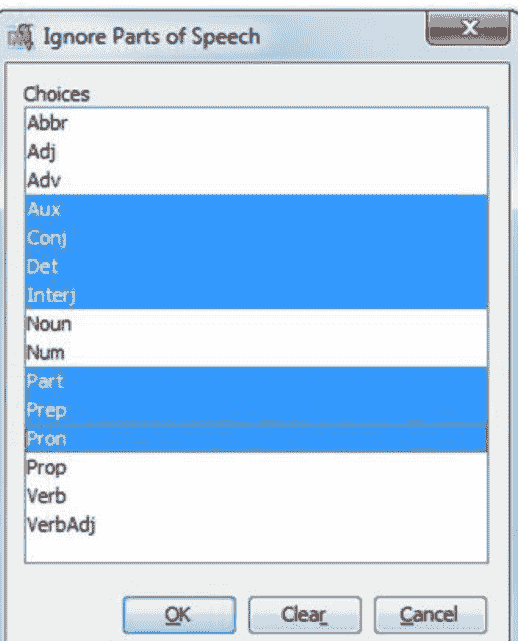 Ignore Parts of Speech
Choices
Abbr
Adj
Adv
Aux
Conj
Det
Interj
Noun
Num
Part
Prep
Pron
Prop
Verb
VerbAdj
OK Clear Cancel